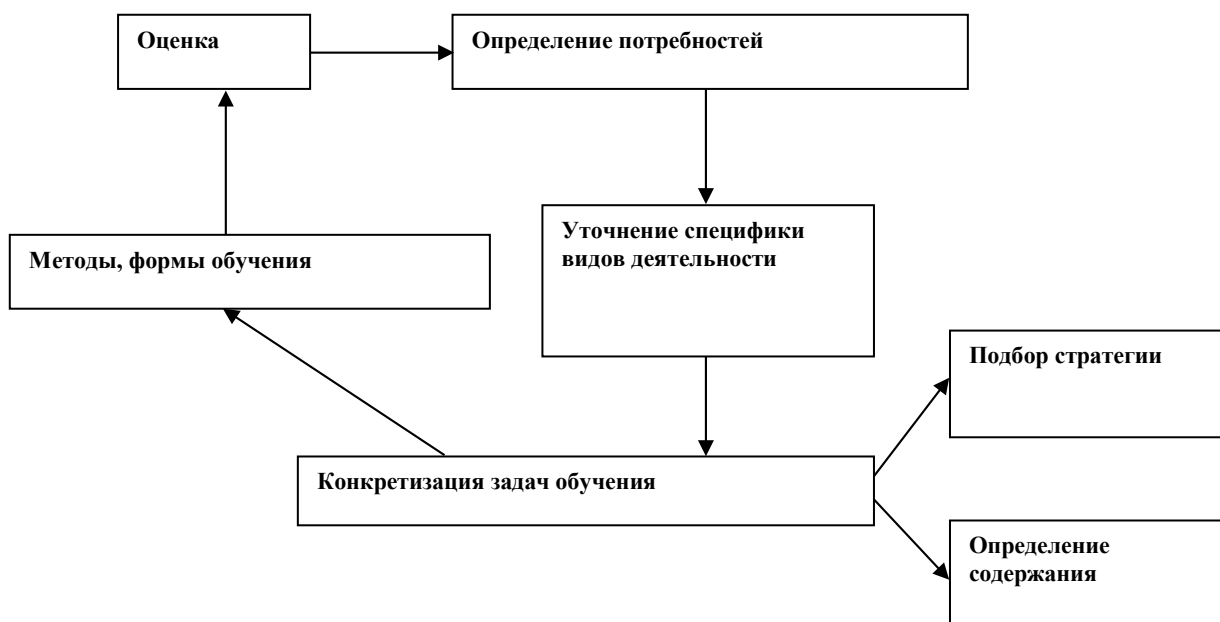 Оценка
Определение потребностей
Уточнение специфики
видов деятельности
Методы, формы обучения
Подбор стратегии
Конкретизация задач обучения
Определение
содержания